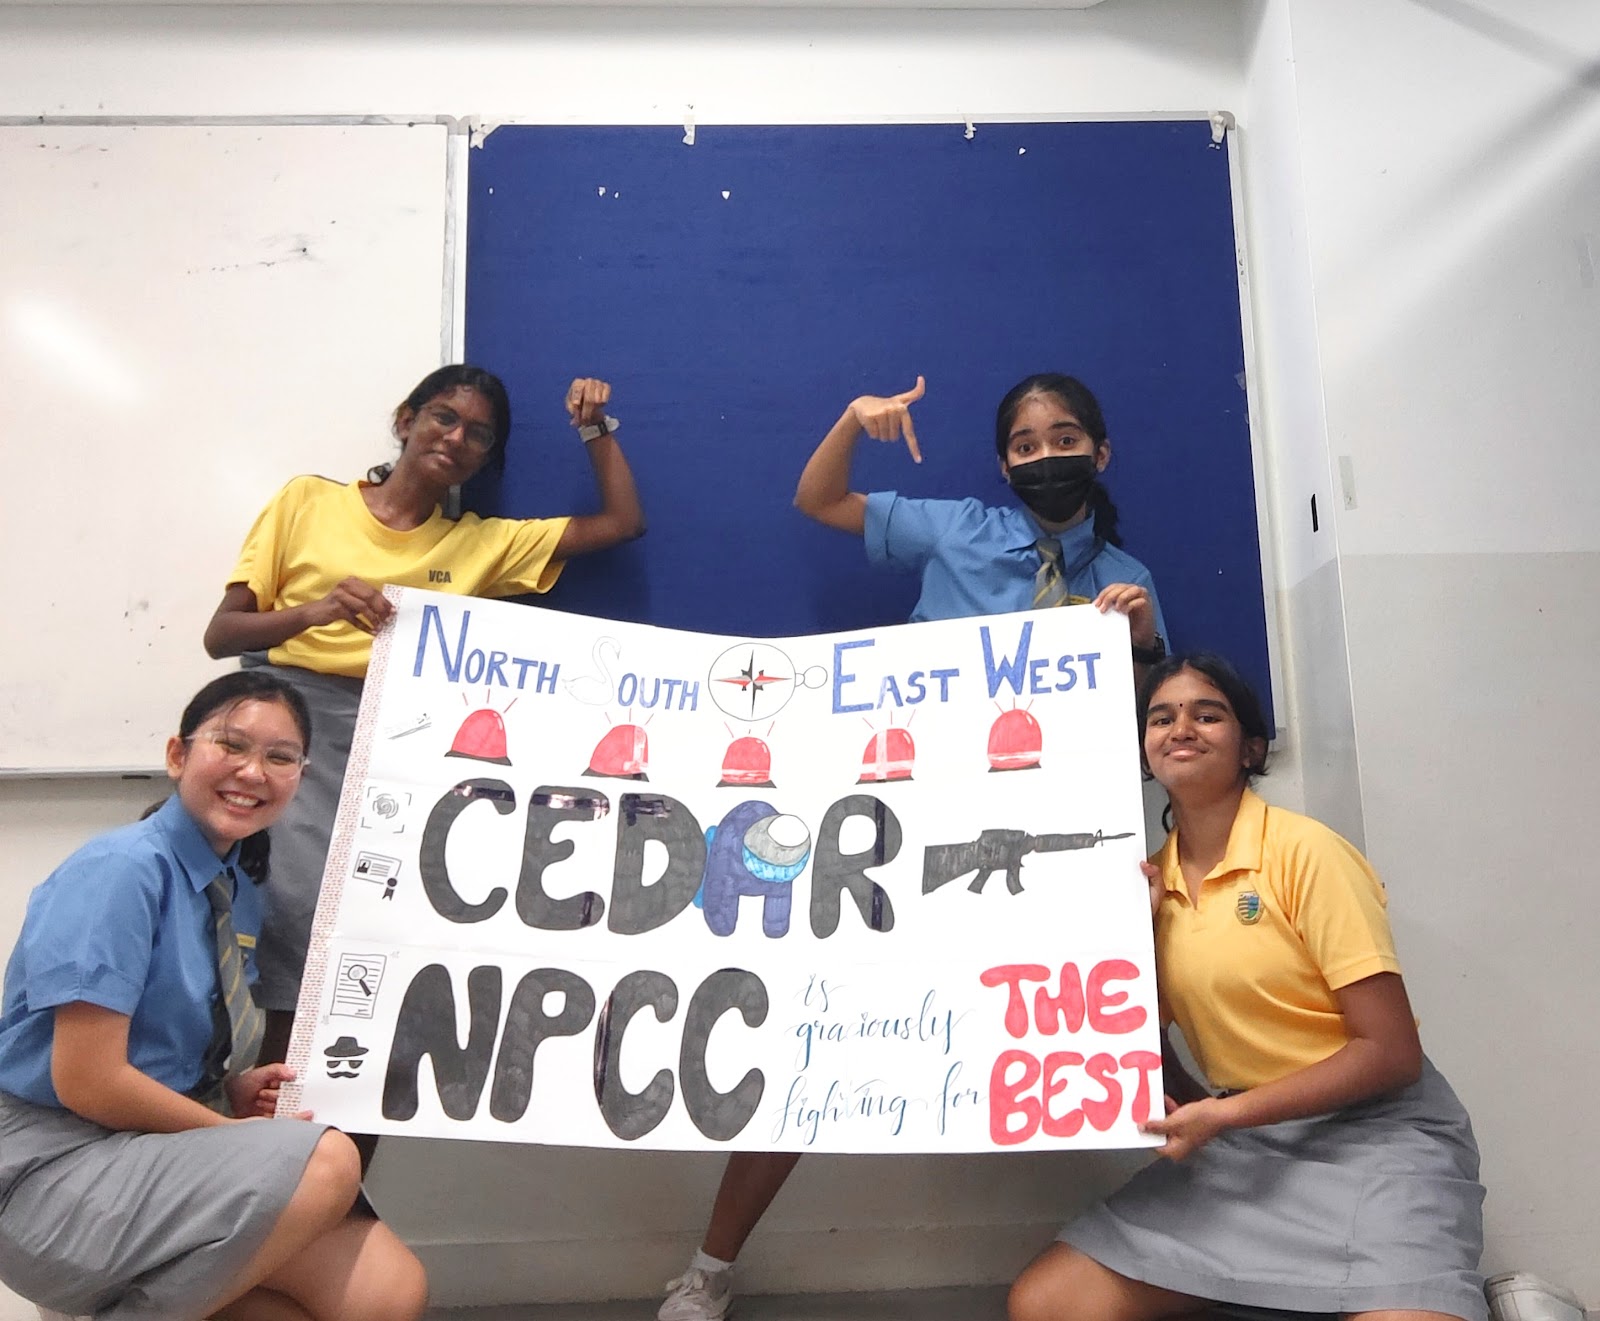 VCA
NORTH SOUTH EAST WEST
CEDAR
NPCC
is
graciously
fighting for
THE
BEST